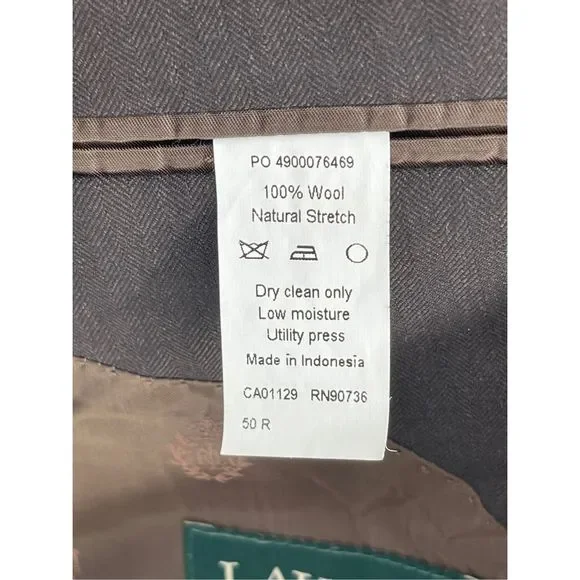 PO 4900076469
100% Wool
Natural Stretch
Dry clean only
Low moisture
Utility press
Made in Indonesia
CA01129 RN90736
50 R